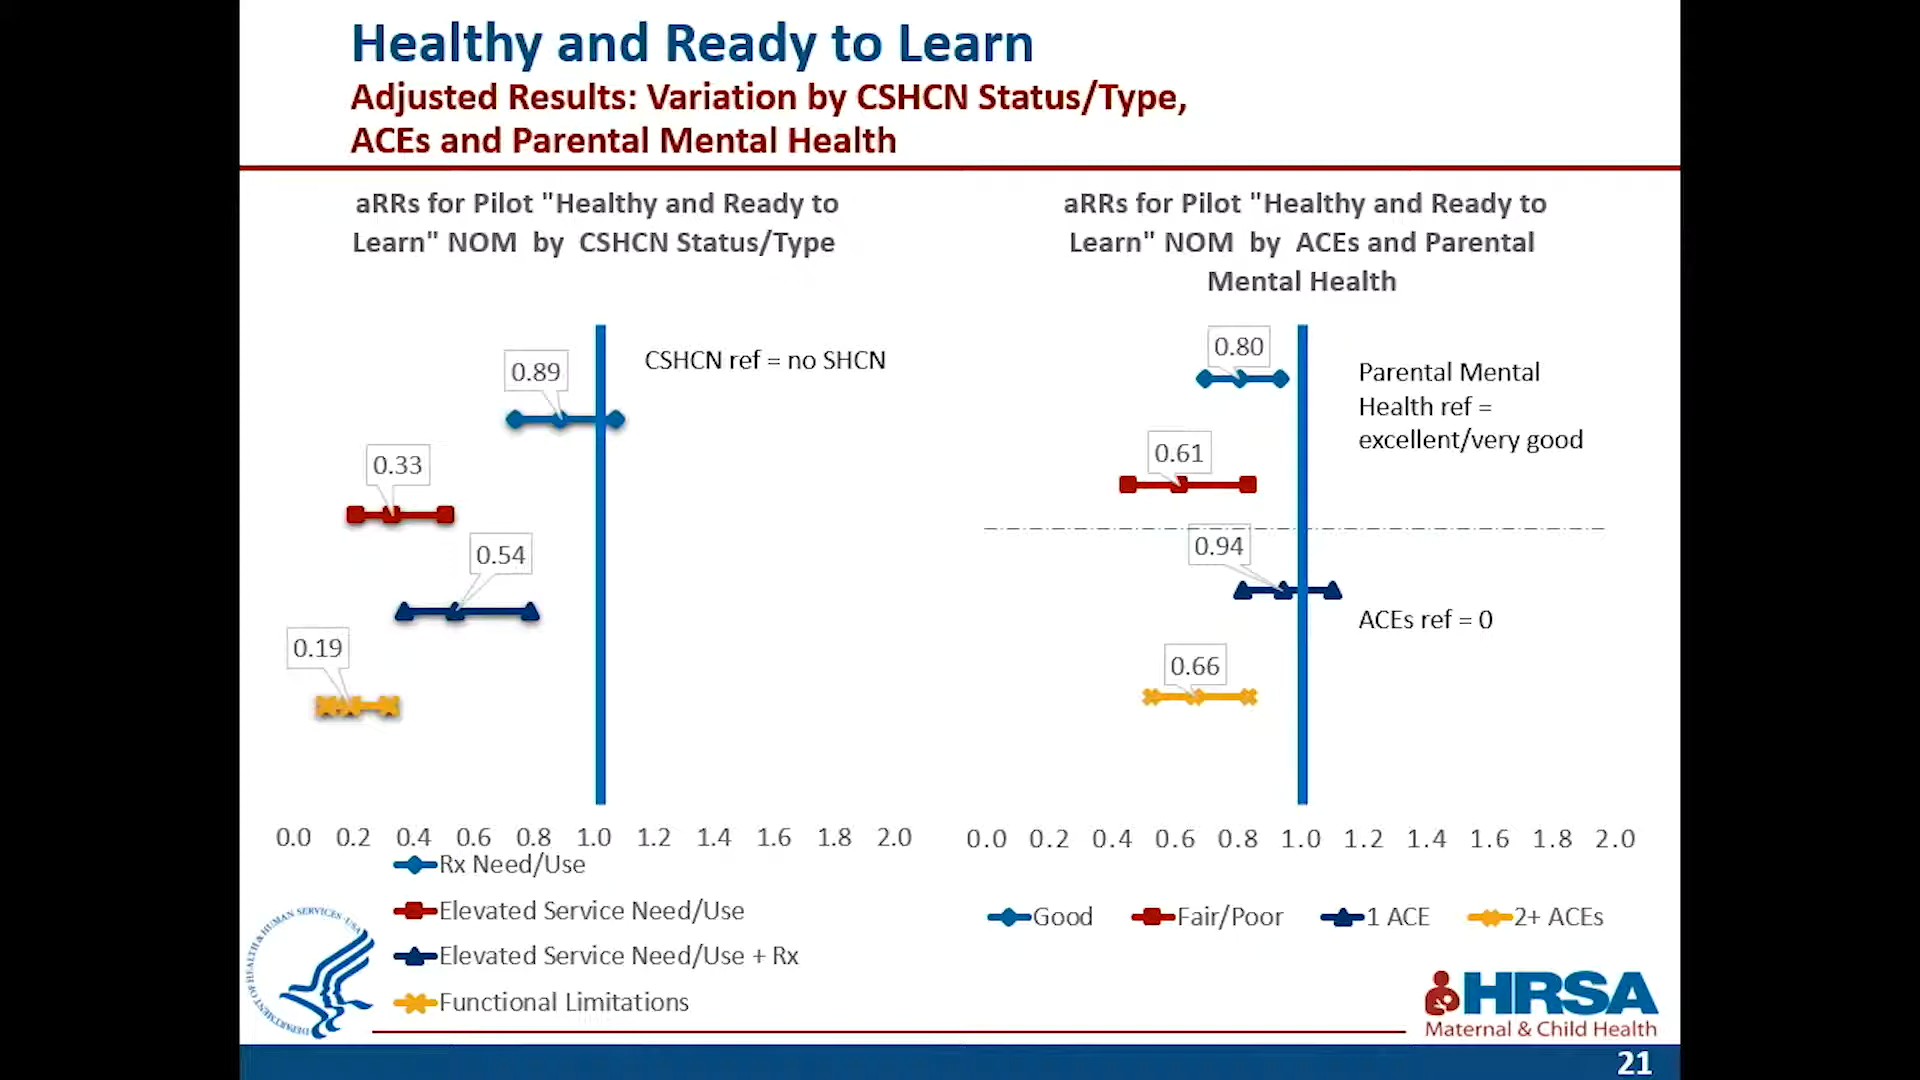 Healthy and Ready to Learn
Adjusted Results: Variation by CSHCN Status/Type,
ACEs and Parental Mental Health
aRRs for Pilot "Healthy and Ready to
Learn" NOM by CSHCN Status/Type
CSHCN ref = no SHCN
0.89
0.33
0.54
0.19
0.0 0.2 0.4 0.6 0.8 1.0 1.2 1.4 1.6 1.8 2.0
Rx Need/Use
Elevated Service Need/Use
Elevated Service Need/Use + Rx
Functional Limitations
aRRs for Pilot "Healthy and Ready to
Learn" NOM by ACEs and Parental
Mental Health
0.80
Parental Mental
Health ref =
excellent/very good
0.61
0.94
ACEs ref = 0
0.66
0.0 0.2 0.4 0.6 0.8 1.0 1.2 1.4 1.6 1.8 2.0
Good Fair/Poor 1 ACE 2+ ACEs
DEPARTMENT OF HEALTH & HUMAN SERVICES · USA
HRSA
Maternal & Child Health
21